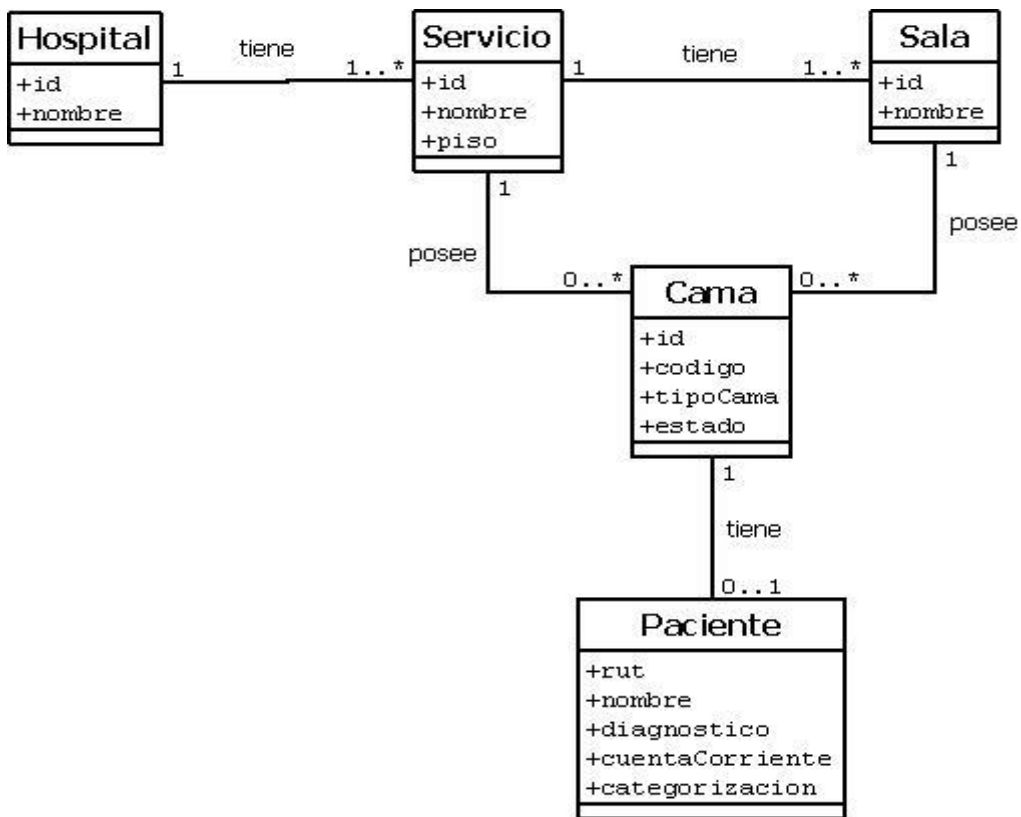 Hospital
+id
+nombre
1
tiene
1..*
Servicio
+id
+nombre
+piso
1
tiene
1..*
Sala
+id
+nombre
1
posee
0..*
1
posee
0..*
Cama
+id
+codigo
+tipoCama
+estado
1
tiene
0..1
Paciente
+rut
+nombre
+diagnostico
+cuentaCorriente
+categorizacion